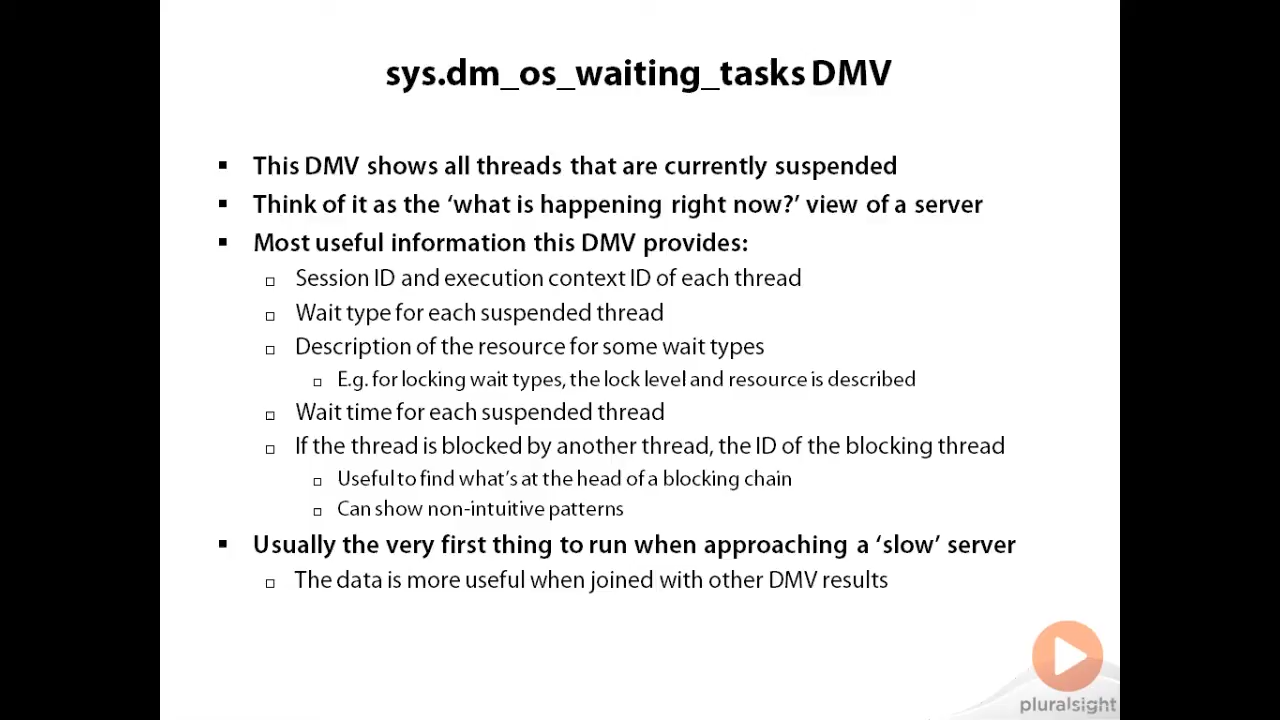 sys.dm_os_waiting_tasks DMV
▪ This DMV shows all threads that are currently suspended
▪ Think of it as the ‘what is happening right now?’ view of a server
▪ Most useful information this DMV provides:
▫ Session ID and execution context ID of each thread
▫ Wait type for each suspended thread
▫ Description of the resource for some wait types
▫ E.g. for locking wait types, the lock level and resource is described
▫ Wait time for each suspended thread
▫ If the thread is blocked by another thread, the ID of the blocking thread
▫ Useful to find what’s at the head of a blocking chain
▫ Can show non-intuitive patterns
▪ Usually the very first thing to run when approaching a ‘slow’ server
▫ The data is more useful when joined with other DMV results
pluralsight